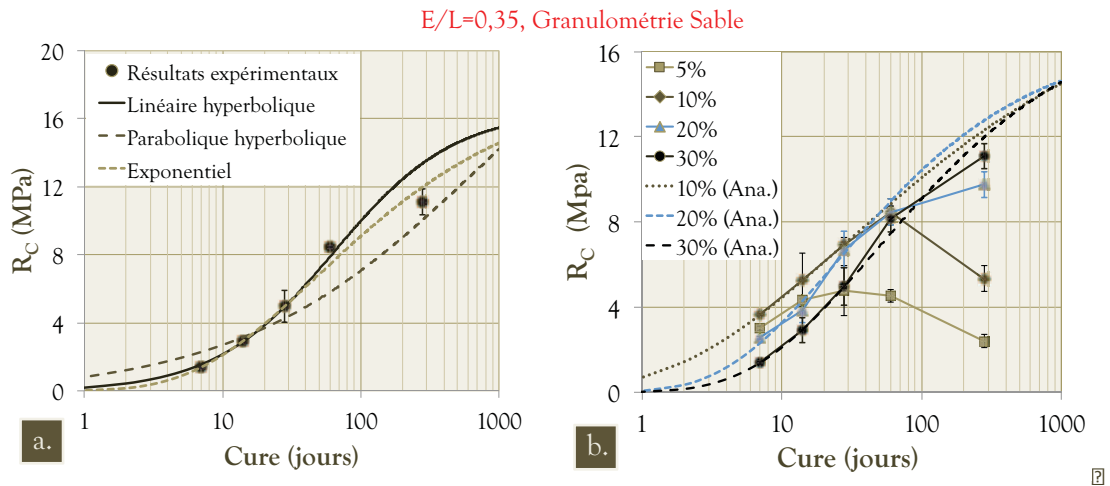 E/L=0,35, Granulométrie Sable
20
16
12
8
4
0
R_C (MPa)
Résultats expérimentaux
Linéaire hyperbolique
Parabolique hyperbolique
Exponentiel
1 10 100 1000
Cure (jours)
a.
16
12
8
4
0
R_C (Mpa)
5%
10%
20%
30%
10% (Ana.)
20% (Ana.)
30% (Ana.)
1 10 100 1000
Cure (jours)
b.